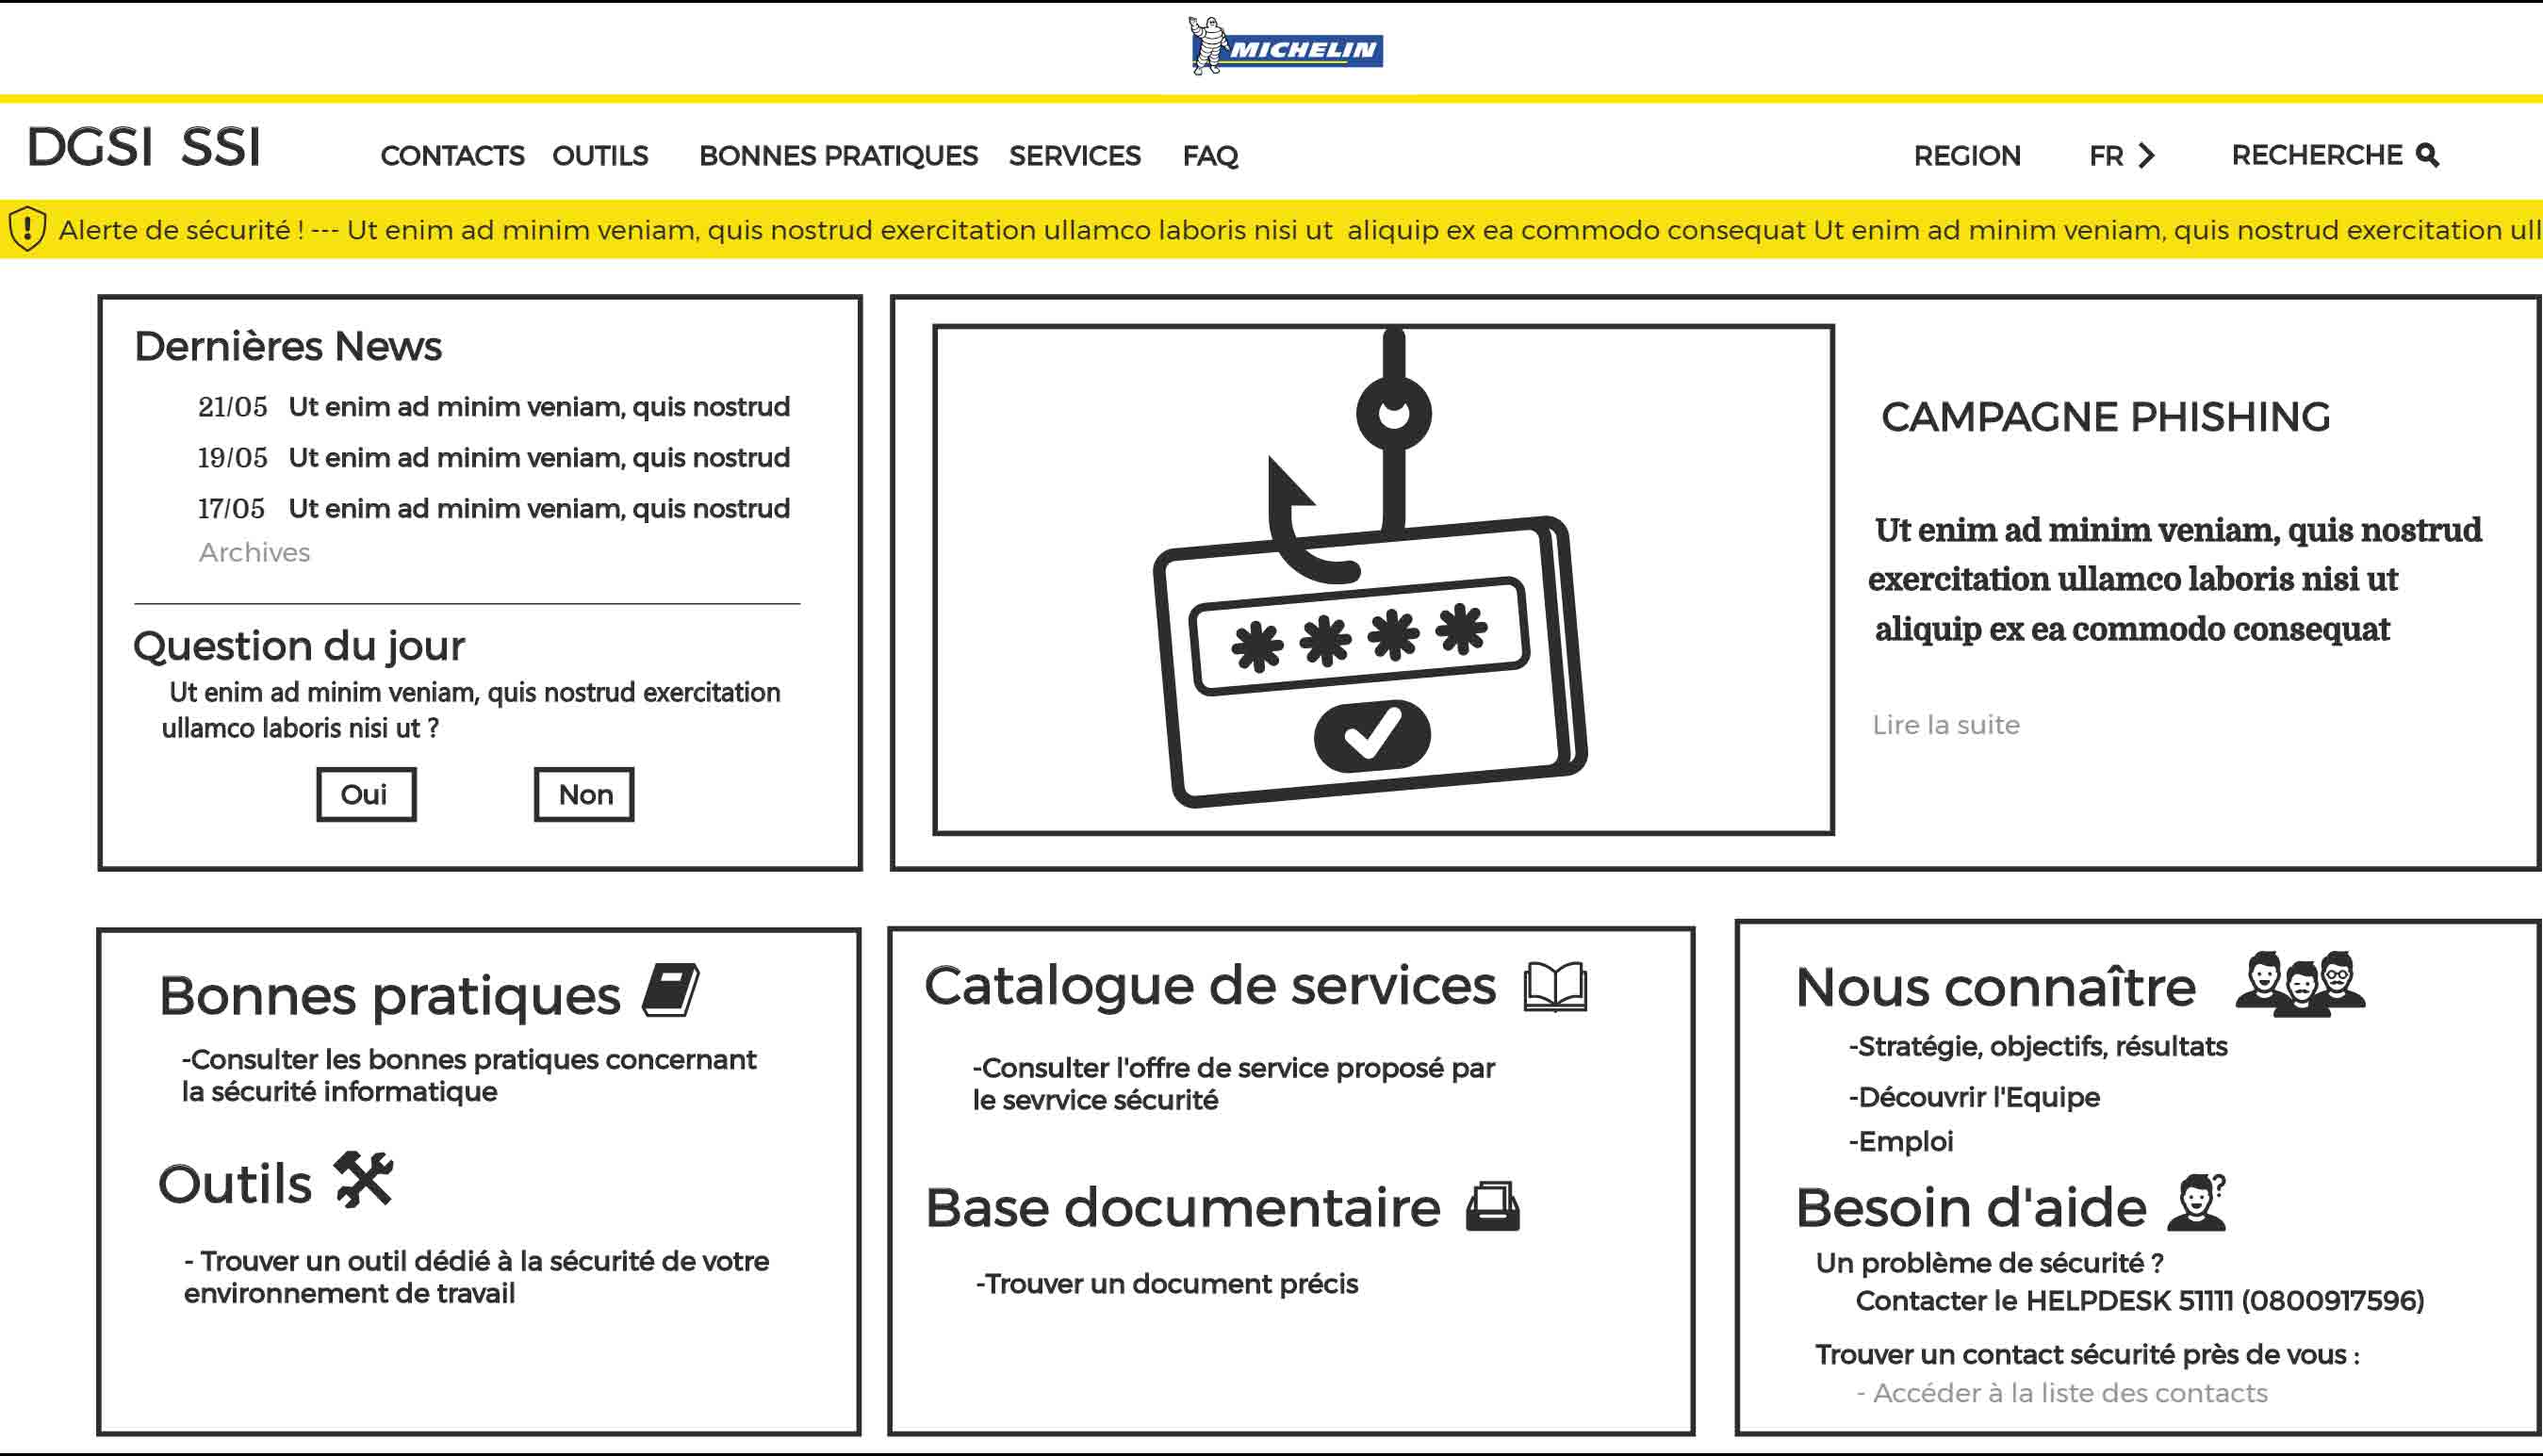 MICHELIN
DGSI SSI
CONTACTS OUTILS BONNES PRATIQUES SERVICES FAQ REGION FR RECHERCHE
Alerte de sécurité ! --- Ut enim ad minim veniam, quis nostrud exercitation ullamco laboris nisi ut aliquip ex ea commodo consequat Ut enim ad minim veniam, quis nostrud exercitation ull
Dernières News
21/05 Ut enim ad minim veniam, quis nostrud
19/05 Ut enim ad minim veniam, quis nostrud
17/05 Ut enim ad minim veniam, quis nostrud
Archives
Question du jour
Ut enim ad minim veniam, quis nostrud exercitation
ullamco laboris nisi ut ?
Oui Non
CAMPAGNE PHISHING
Ut enim ad minim veniam, quis nostrud
exercitation ullamco laboris nisi ut
aliquip ex ea commodo consequat
Lire la suite
Bonnes pratiques
-Consulter les bonnes pratiques concernant
la sécurité informatique
Outils
- Trouver un outil dédié à la sécurité de votre
environnement de travail
Catalogue de services
-Consulter l'offre de service proposé par
le sevrvice sécurité
Base documentaire
-Trouver un document précis
Nous connaître
-Stratégie, objectifs, résultats
-Découvrir l'Equipe
-Emploi
Besoin d'aide
Un problème de sécurité ?
Contacter le HELPDESK 51111 (0800917596)
Trouver un contact sécurité près de vous :
- Accéder à la liste des contacts